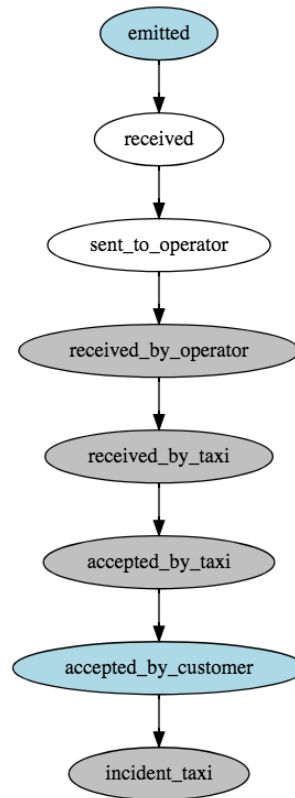 emitted
received
sent_to_operator
received_by_operator
received_by_taxi
accepted_by_taxi
accepted_by_customer
incident_taxi